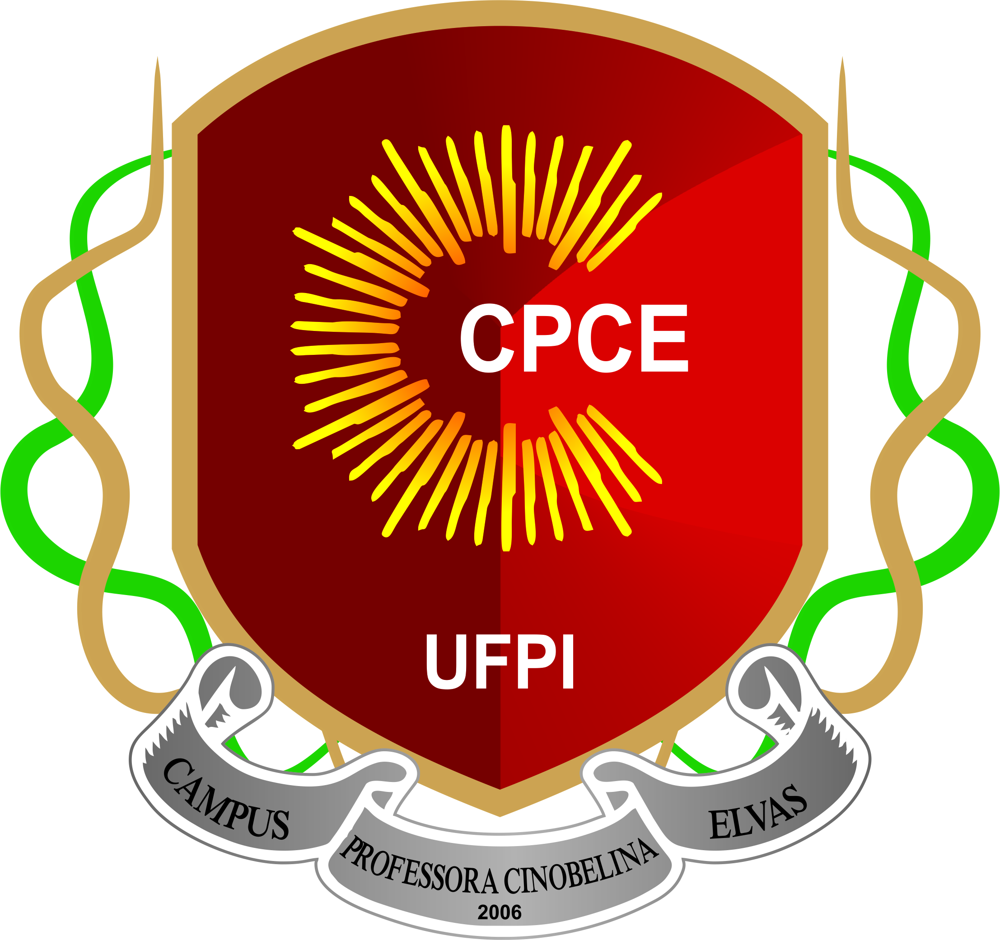 CPCE
UFPI
CAMPUS
PROFESSORA CINOBELINA
ELVAS
2006